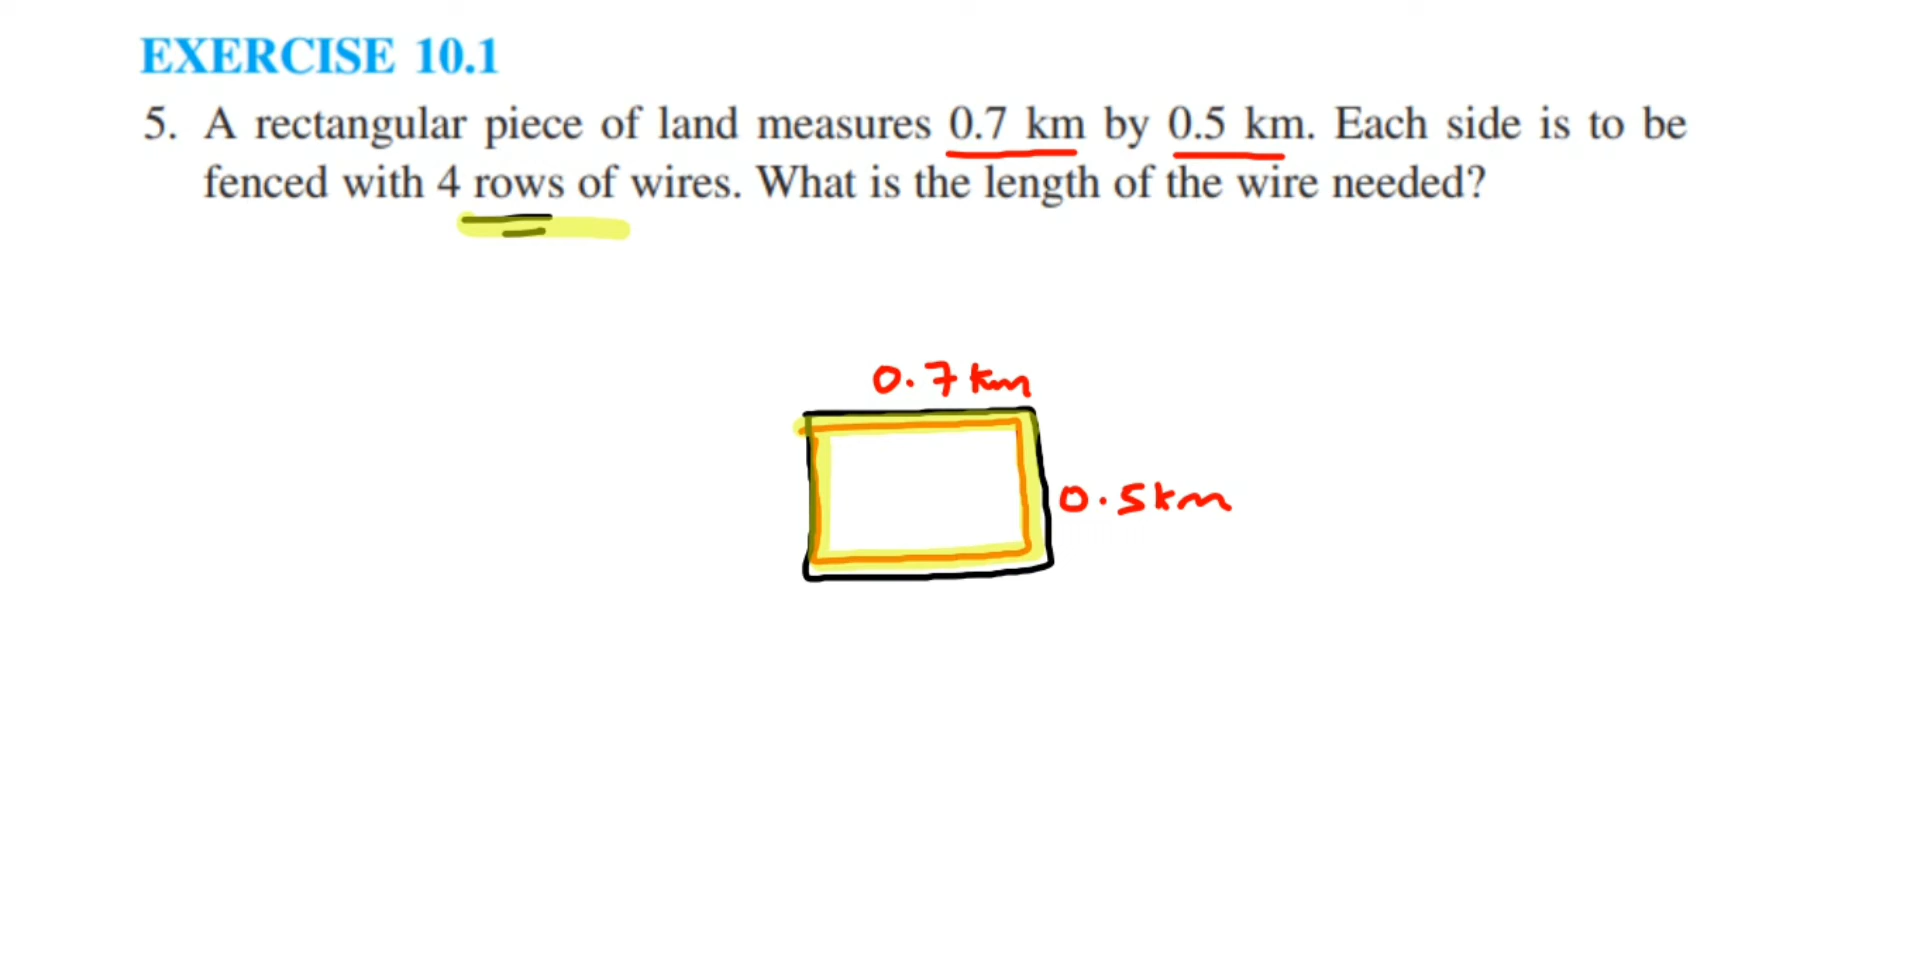 EXERCISE 10.1
5. A rectangular piece of land measures 0.7 km by 0.5 km. Each side is to be
fenced with 4 rows of wires. What is the length of the wire needed?
0.7 km
0.5km